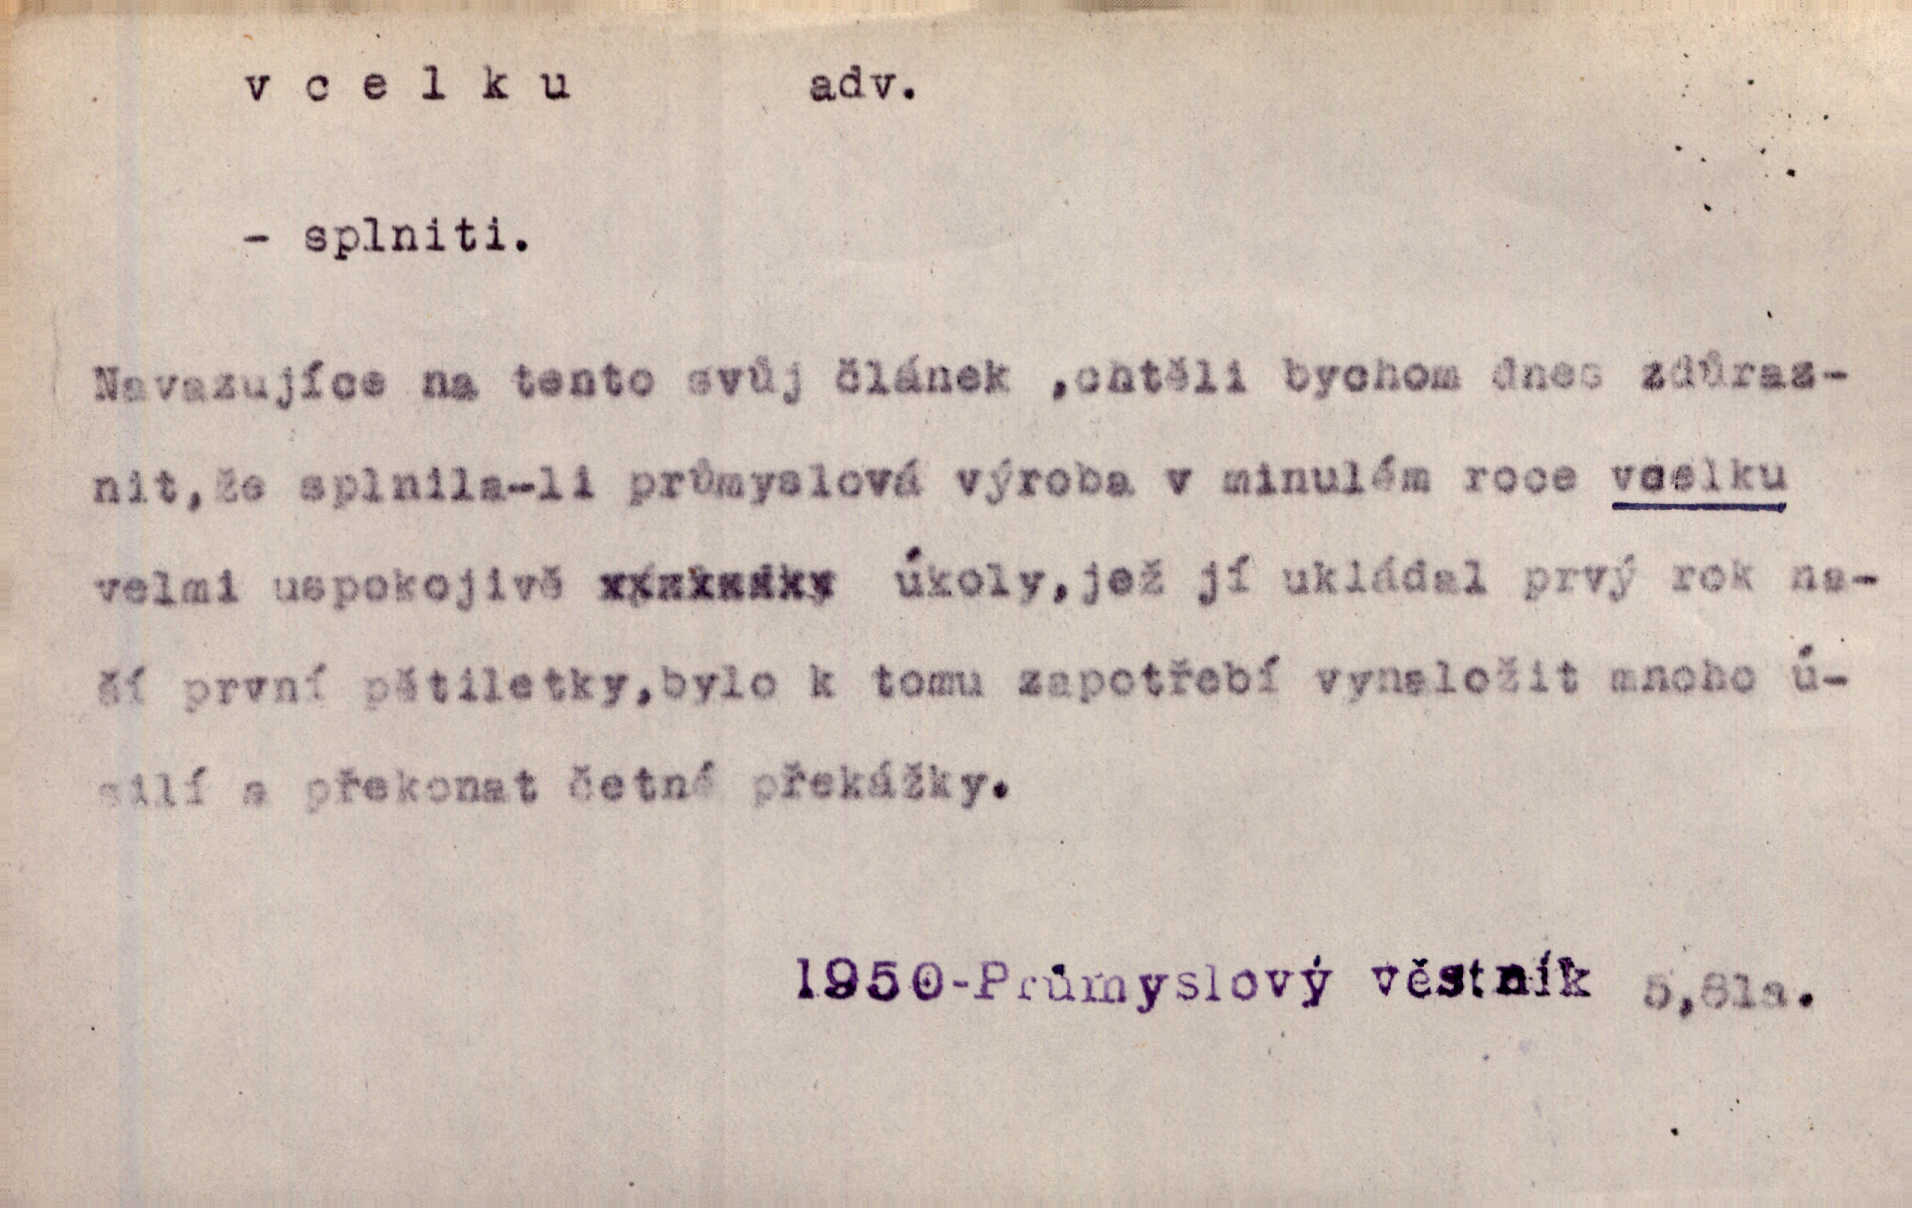 v c e l k u adv.
- splniti.
Navazujíce na tento svůj článek ,chtěli bychom dnes zdůraz-
nit,že splnila-li průmyslová výroba v minulém roce vcelku
velmi uspokojivě úkoly,jež jí ukládal prvý rok na-
ší první pětiletky,bylo k tomu zapotřebí vynaložit mnoho ú-
silí a překonat četné překážky.
1950-Průmyslový věstník 5,81a.